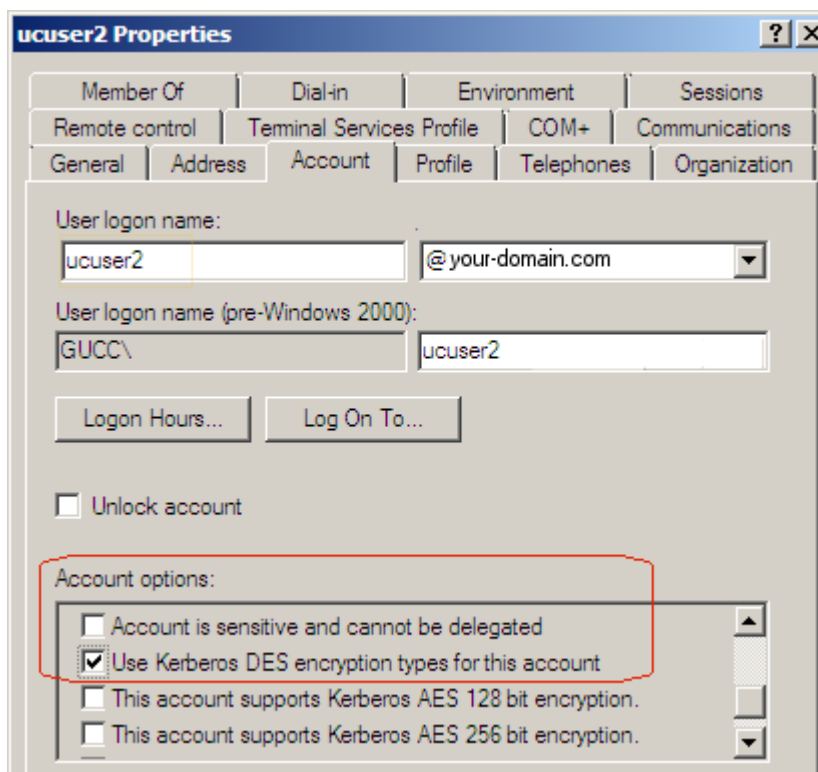 ucuser2 Properties
Member Of Dial-in Environment Sessions
Remote control Terminal Services Profile COM+ Communications
General Address Account Profile Telephones Organization
User logon name:
ucuser2 @your-domain.com
User logon name (pre-Windows 2000):
GUCC\ ucuser2
Logon Hours... Log On To...
Unlock account
Account options:
Account is sensitive and cannot be delegated
Use Kerberos DES encryption types for this account
This account supports Kerberos AES 128 bit encryption.
This account supports Kerberos AES 256 bit encryption.